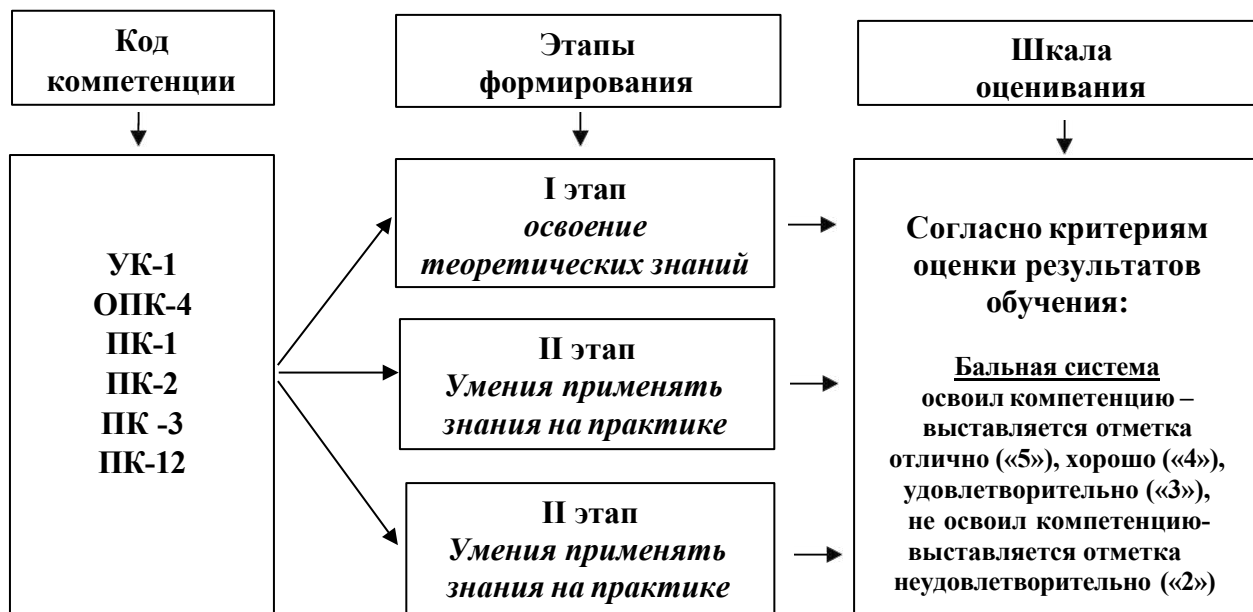 Код
компетенции
Этапы
формирования
Шкала
оценивания
УК-1
ОПК-4
ПК-1
ПК-2
ПК -3
ПК-12
I этап
освоение
теоретических знаний
II этап
Умения применять
знания на практике
II этап
Умения применять
знания на практике
Согласно критериям
оценки результатов
обучения:
Бальная система
освоил компетенцию –
выставляется отметка
отлично («5»), хорошо («4»),
удовлетворительно («3»),
не освоил компетенцию-
выставляется отметка
неудовлетворительно («2»)